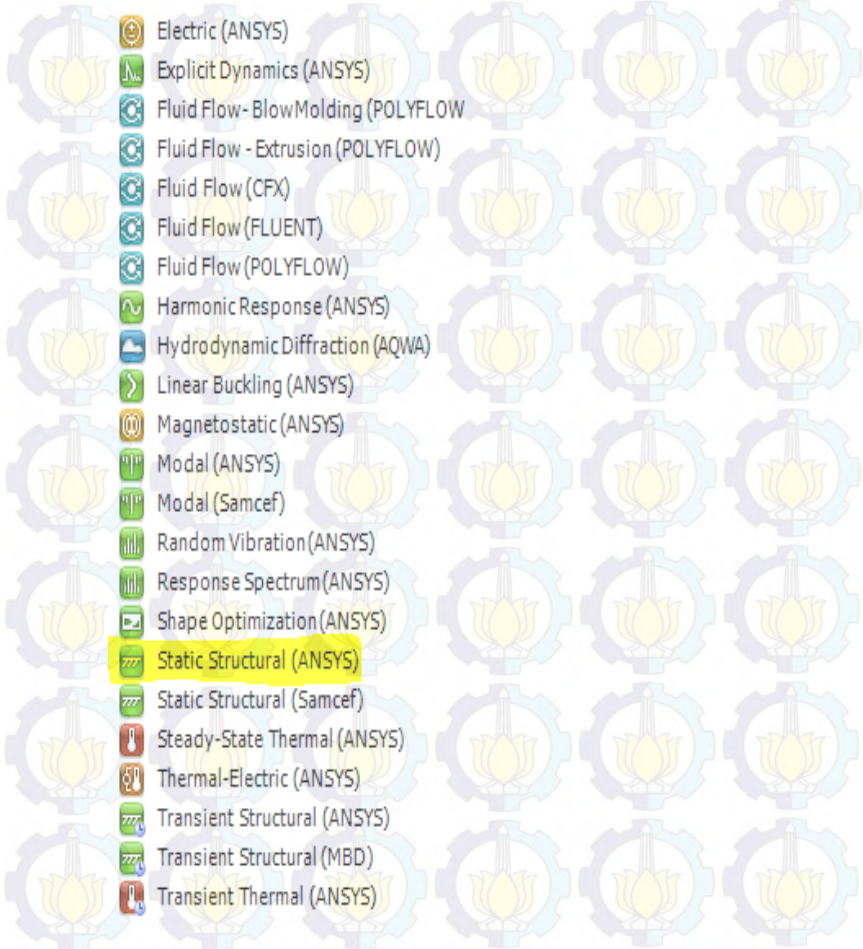 Electric (ANSYS)
Explicit Dynamics (ANSYS)
Fluid Flow- BlowMolding (POLYFLOW
Fluid Flow - Extrusion (POLYFLOW)
Fluid Flow (CFX)
Fluid Flow (FLUENT)
Fluid Flow (POLYFLOW)
Harmonic Response (ANSYS)
Hydrodynamic Diffraction (AQWA)
Linear Buckling (ANSYS)
Magnetostatic (ANSYS)
Modal (ANSYS)
Modal (Samcef)
Random Vibration (ANSYS)
Response Spectrum (ANSYS)
Shape Optimization (ANSYS)
Static Structural (ANSYS)
Static Structural (Samcef)
Steady-State Thermal (ANSYS)
Thermal-Electric (ANSYS)
Transient Structural (ANSYS)
Transient Structural (MBD)
Transient Thermal (ANSYS)